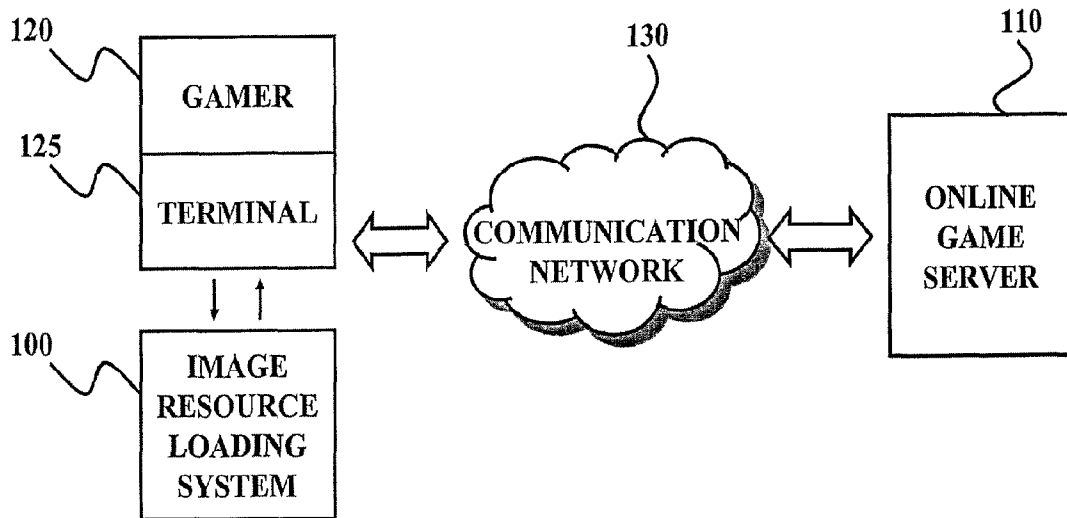 120
GAMER
125
TERMINAL
130
COMMUNICATION
NETWORK
110
ONLINE
GAME
SERVER
100
IMAGE
RESOURCE
LOADING
SYSTEM